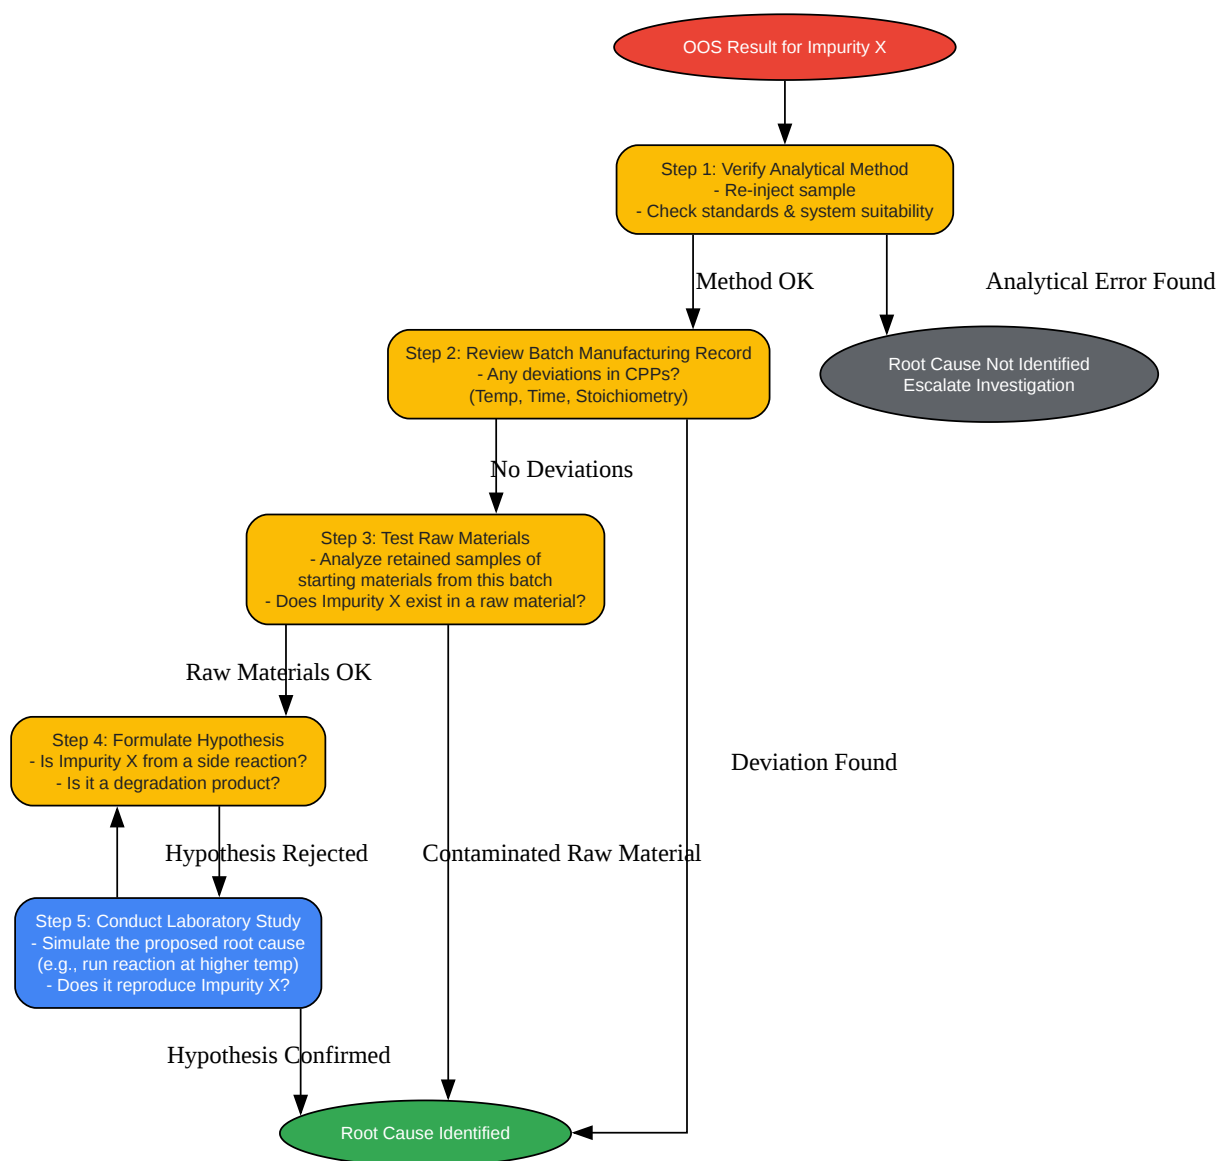 OOS Result for Impurity X
Step 1: Verify Analytical Method
- Re-inject sample
- Check standards & system suitability
Method OK
Analytical Error Found
Step 2: Review Batch Manufacturing Record
- Any deviations in CPPs?
(Temp, Time, Stoichiometry)
Root Cause Not Identified
Escalate Investigation
No Deviations
Step 3: Test Raw Materials
- Analyze retained samples of
starting materials from this batch
- Does Impurity X exist in a raw material?
Raw Materials OK
Step 4: Formulate Hypothesis
- Is Impurity X from a side reaction?
- Is it a degradation product?
Deviation Found
Hypothesis Rejected
Contaminated Raw Material
Step 5: Conduct Laboratory Study
- Simulate the proposed root cause
(e.g., run reaction at higher temp)
- Does it reproduce Impurity X?
Hypothesis Confirmed
Root Cause Identified